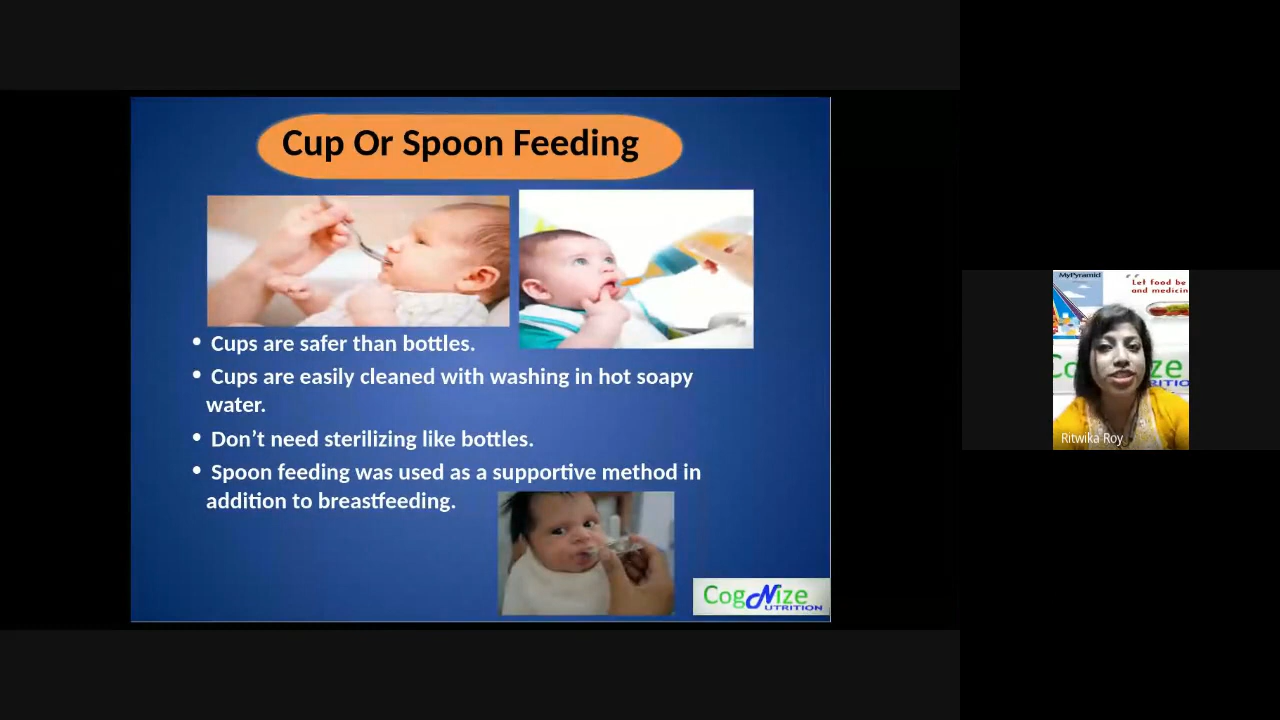 Cup Or Spoon Feeding
• Cups are safer than bottles.
• Cups are easily cleaned with washing in hot soapy
water.
• Don’t need sterilizing like bottles.
• Spoon feeding was used as a supportive method in
addition to breastfeeding.
CogNize
NUTRITION
MyPyramid
Let food be
and medicin
Ritwika Roy